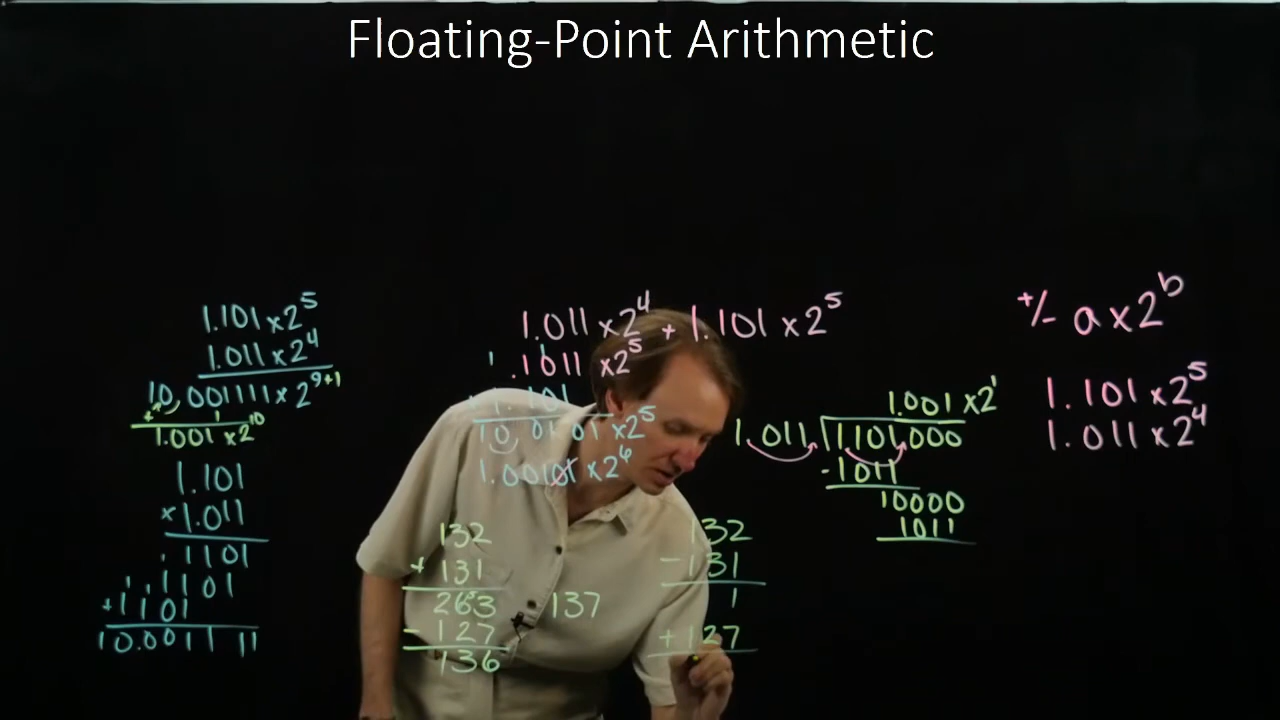 Floating-Point Arithmetic
1.101 x 2^5
1.011 x 2^4
10.001111 x 2^9+1
1.001 x 2^10
1.101
x 1.011
1101
1101
+1101
10.001111
1.011 x 2^4 + 1.101 x 2^5
.1011 x 2^5
1.101
10.0101 x 2^5
1.00101 x 2^6
132
+ 131
263
- 127
136
137
132
- 131
1
+ 127
1.001 x 2^1
1.011 1.101000
- 1011
10000
1011
+/- a x 2^b
1.101 x 2^5
1.011 x 2^4